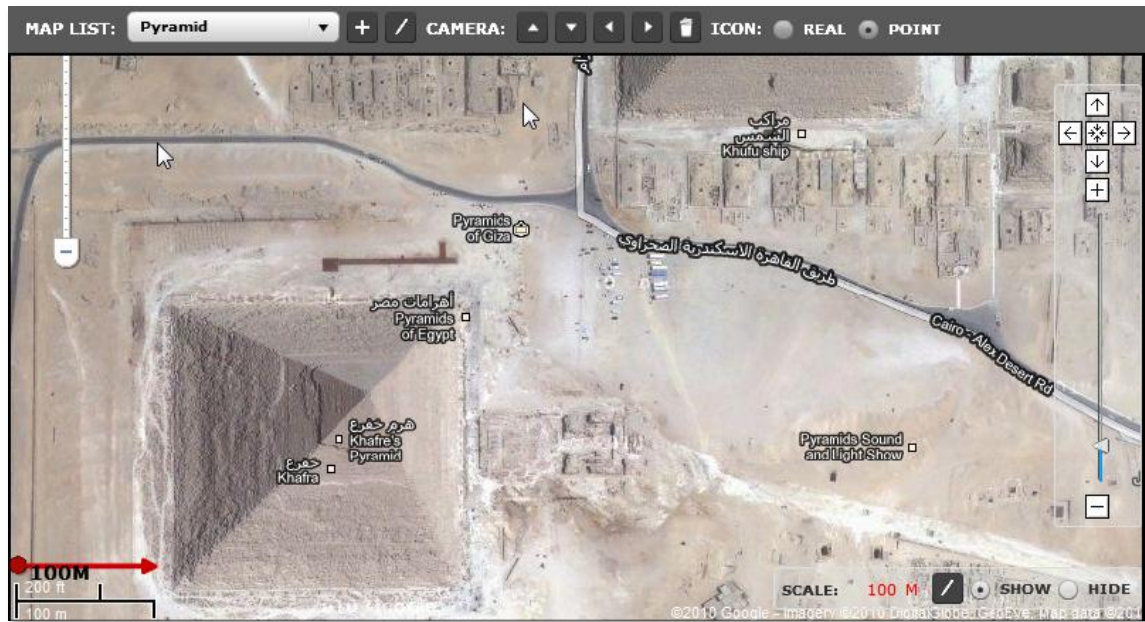 MAP LIST: Pyramid CAMERA: ICON: REAL POINT
مراكب
الشمس
Khufu ship
Pyramics
of Giza
طريق القاهرة الاسكندرية الصحراوي
أهرامات مصر
Pyramids
of Egypt
Cairo - Alex Desert Rd
هرم خفرع
Khafre's
Pyramid
خفرع
Khafra
Pyramids Sound
and Light Show
100M
200 ft
100 m
SCALE: 100 M SHOW HIDE
©2010 Google - Imagery ©2010 DigitalGlobe, GeoEye, Map data ©201